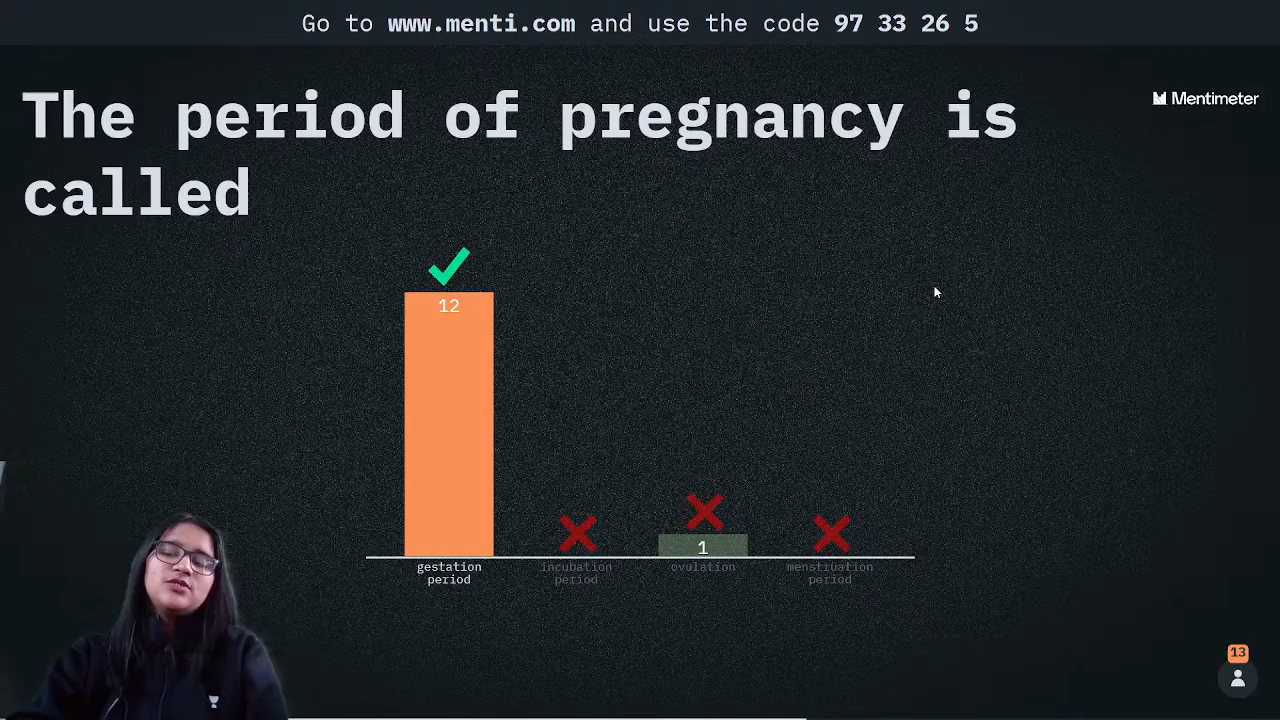 Go to www.menti.com and use the code 97 33 26 5
The period of pregnancy is
called
Mentimeter
12
1
gestation
period
incubation
period
ovulation
menstruation
period
13